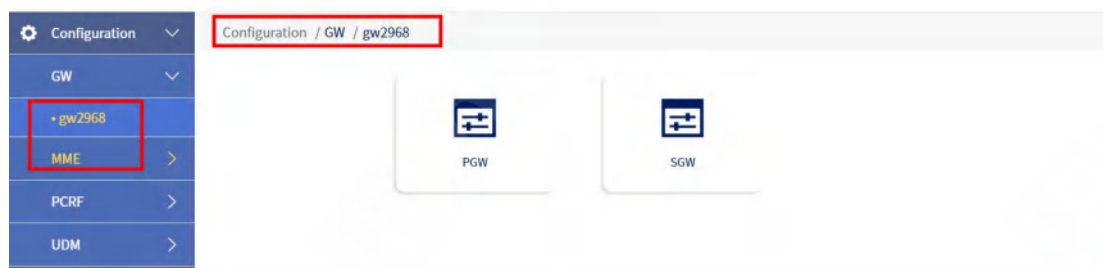 Configuration
GW
• gw2968
MME
PCRF
UDM
Configuration / GW / gw2968
PGW
SGW